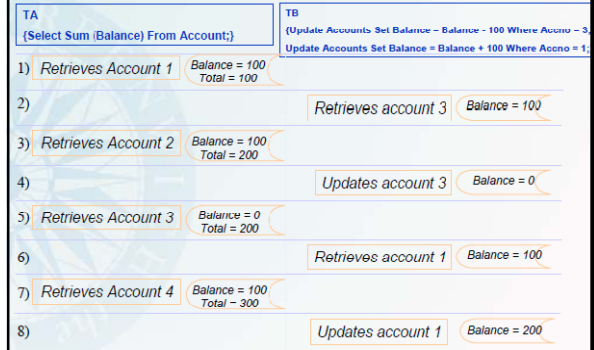 TA
{Select Sum (Balance) From Account;}
TB
{Update Accounts Set Balance = Balance - 100 Where Accno = 3,
Update Accounts Set Balance = Balance + 100 Where Accno = 1;
1) Retrieves Account 1 Balance = 100
Total = 100
2) Retrieves account 3 Balance = 100
3) Retrieves Account 2 Balance = 100
Total = 200
4) Updates account 3 Balance = 0
5) Retrieves Account 3 Balance = 0
Total = 200
6) Retrieves account 1 Balance = 100
7) Retrieves Account 4 Balance = 100
Total = 300
8) Updates account 1 Balance = 200